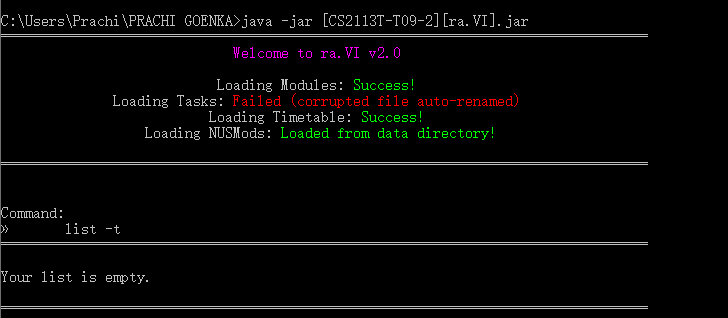 C:\Users\Prachi\PRACHI GOENKA>java -jar [CS2113T-T09-2][ra.VI].jar
Welcome to ra.VI v2.0
Loading Modules: Success!
Loading Tasks: Failed (corrupted file auto-renamed)
Loading Timetable: Success!
Loading NUSMods: Loaded from data directory!
Command:
» list -t
Your list is empty.